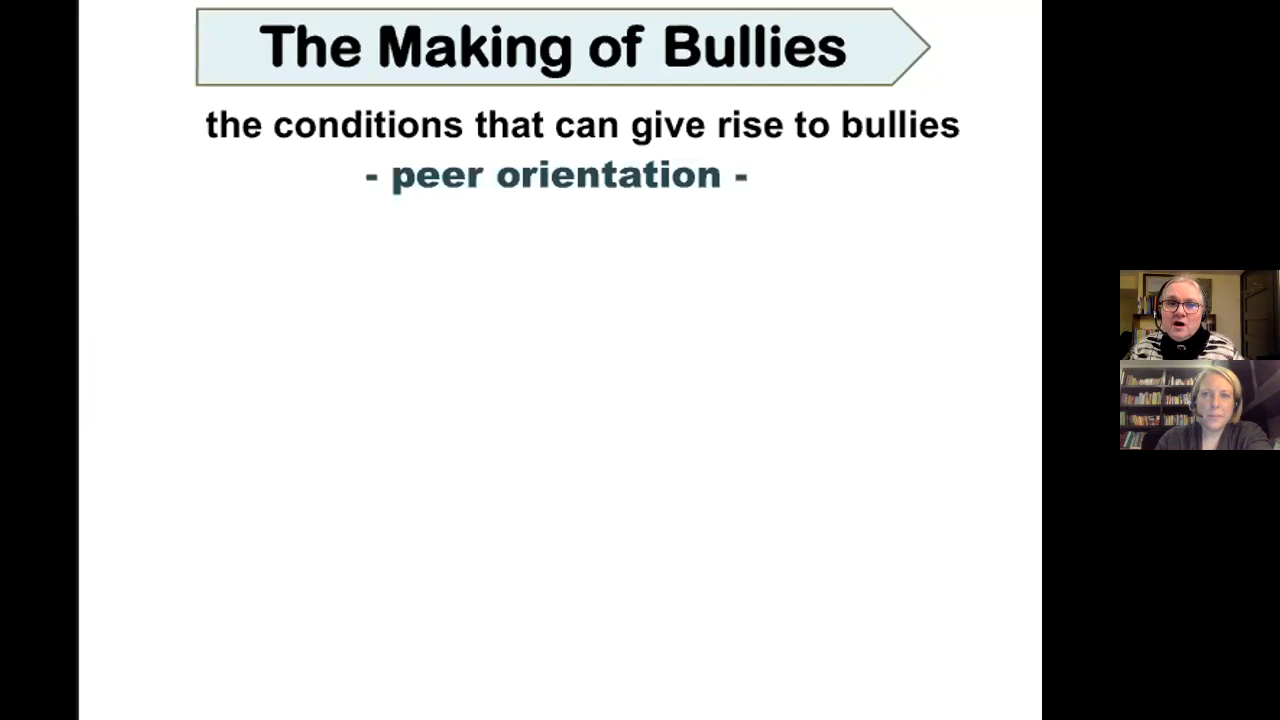 The Making of Bullies
the conditions that can give rise to bullies
- peer orientation -